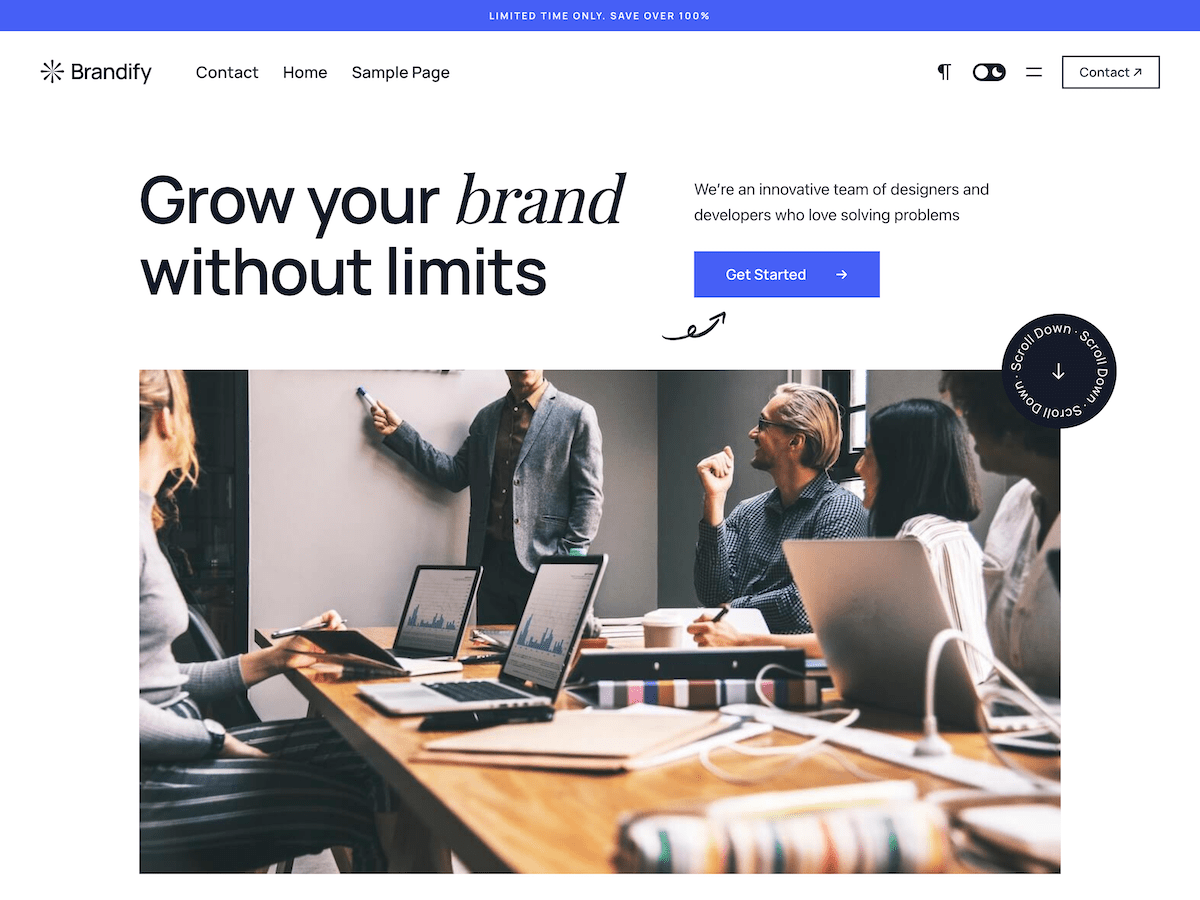 LIMITED TIME ONLY. SAVE OVER 100%
Brandify
Contact
Home
Sample Page
¶
Contact ↗
Grow your brand
without limits
We’re an innovative team of designers and
developers who love solving problems
Get Started →
Scroll Down · Scroll Down · Scroll Down ·